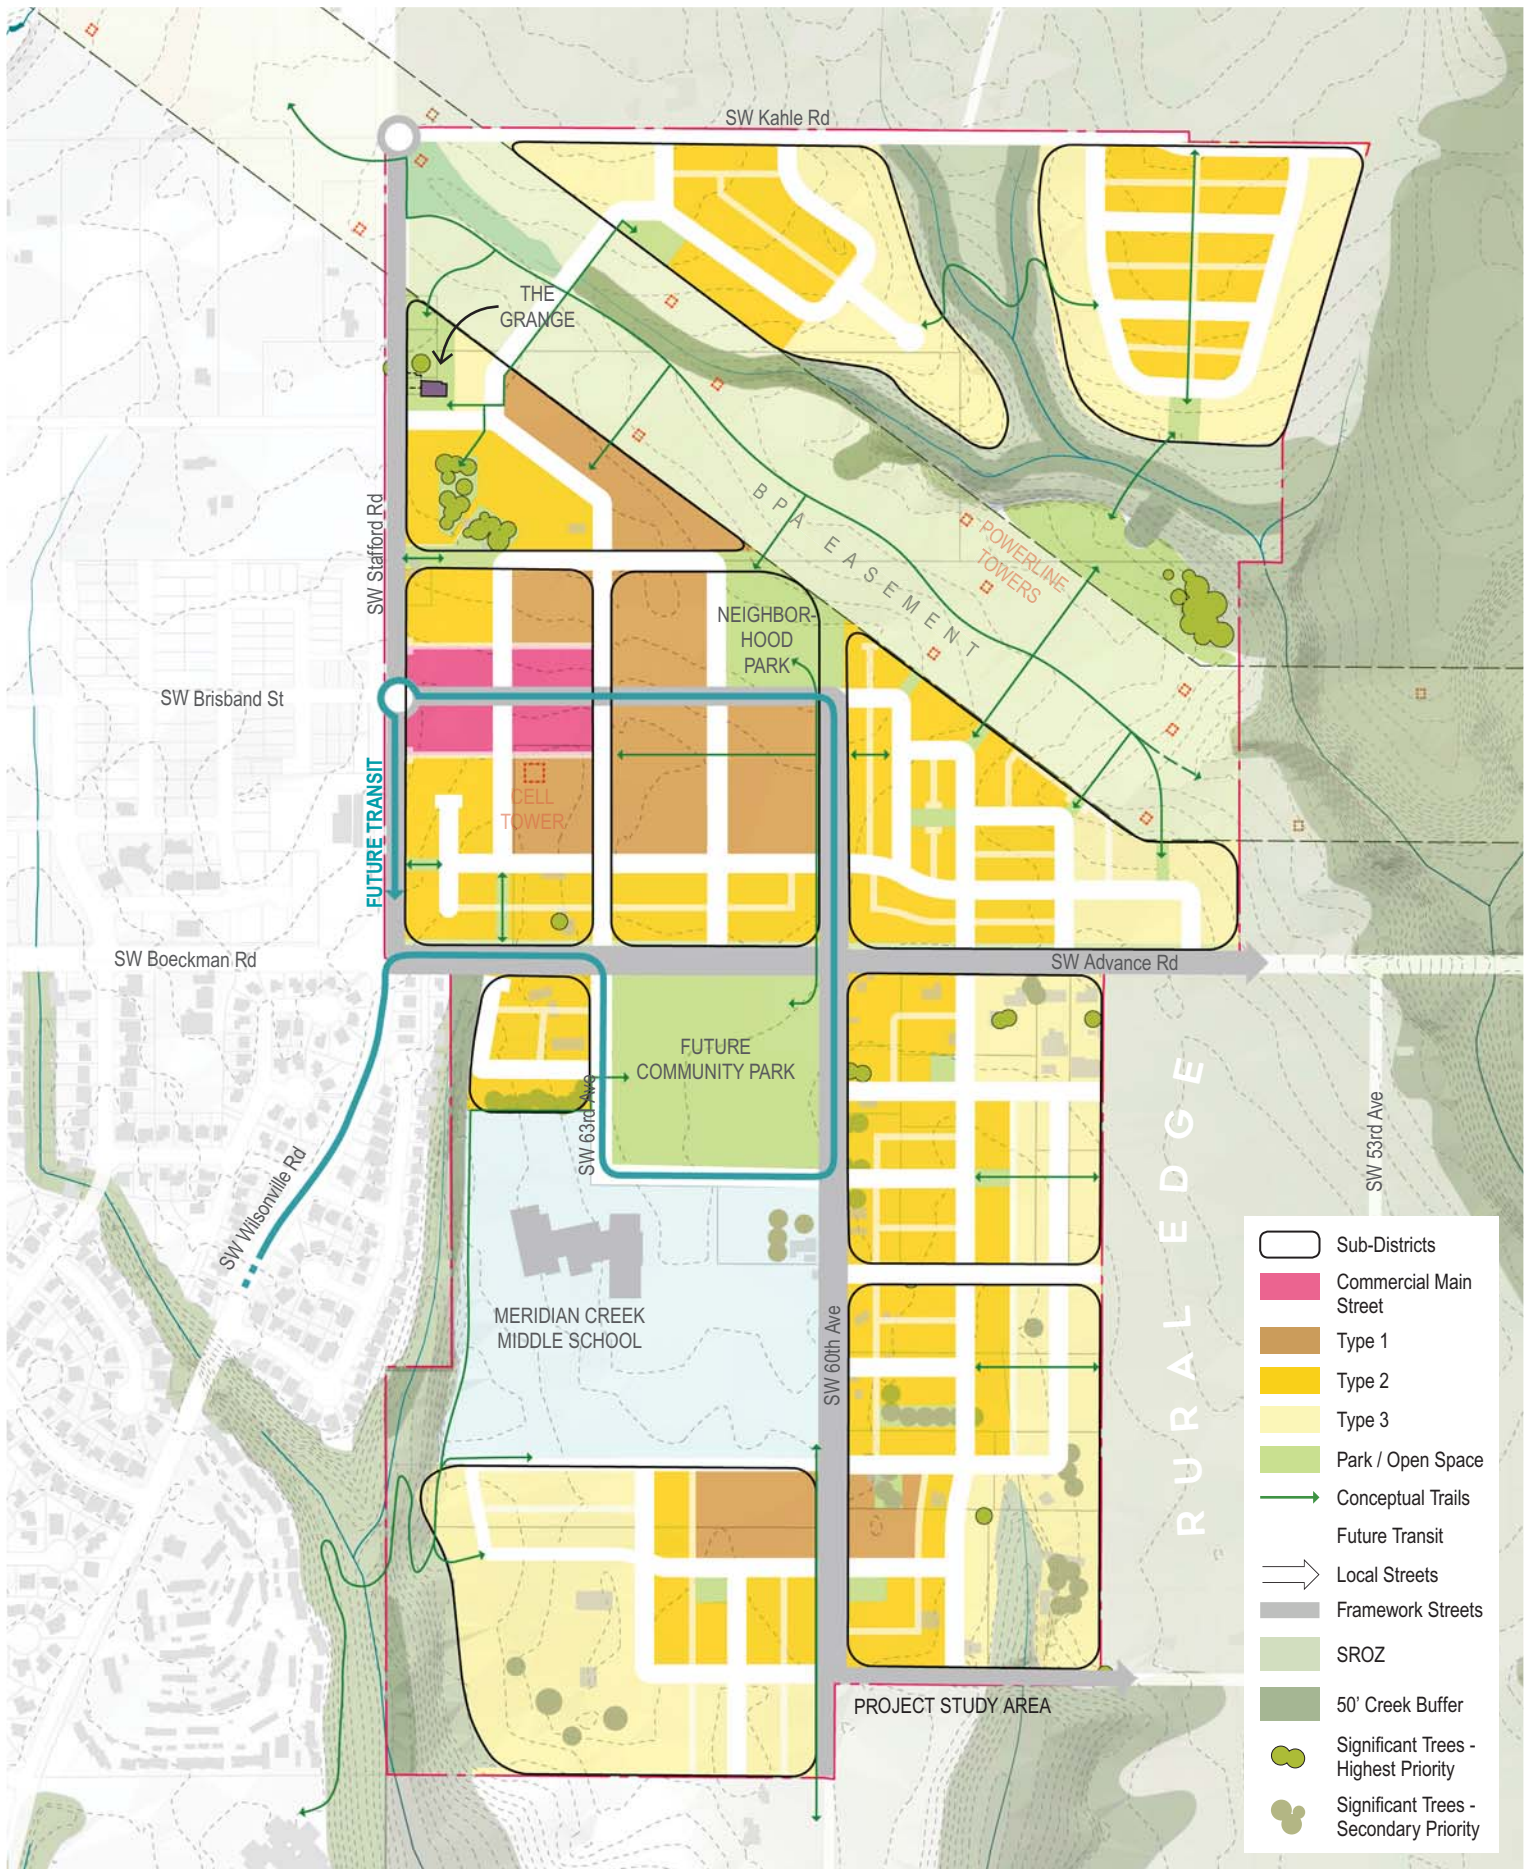 SW Kahle Rd
THE
GRANGE
SW Stafford Rd
BPA EASEMENT
POWERLINE
TOWERS
NEIGHBOR-
HOOD
PARK
SW Brisband St
FUTURE TRANSIT
CELL
TOWER
SW Boeckman Rd
SW Advance Rd
FUTURE
COMMUNITY PARK
SW 63rd Ave
SW Wilsonville Rd
RURAL EDGE
SW 53rd Ave
MERIDIAN CREEK
MIDDLE SCHOOL
SW 60th Ave
PROJECT STUDY AREA
Sub-Districts
Commercial Main
Street
Type 1
Type 2
Type 3
Park / Open Space
Conceptual Trails
Future Transit
Local Streets
Framework Streets
SROZ
50' Creek Buffer
Significant Trees -
Highest Priority
Significant Trees -
Secondary Priority